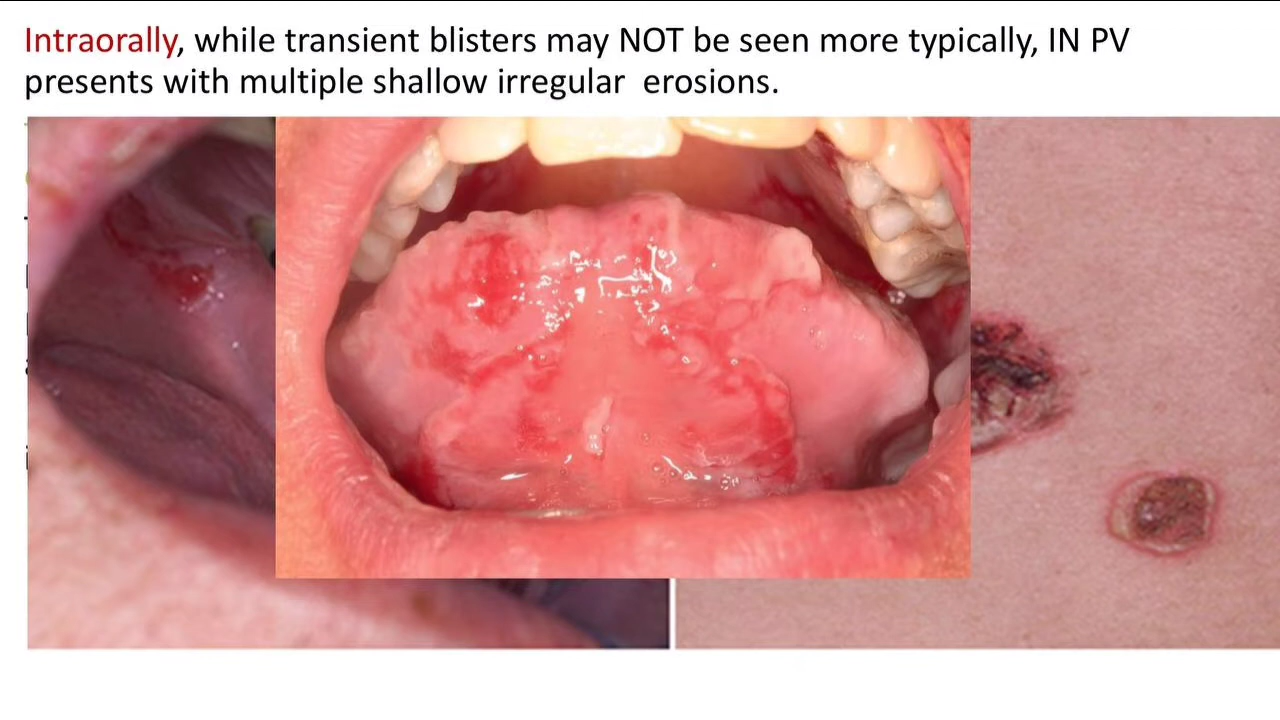 Intraorally, while transient blisters may NOT be seen more typically, IN PV
presents with multiple shallow irregular  erosions.